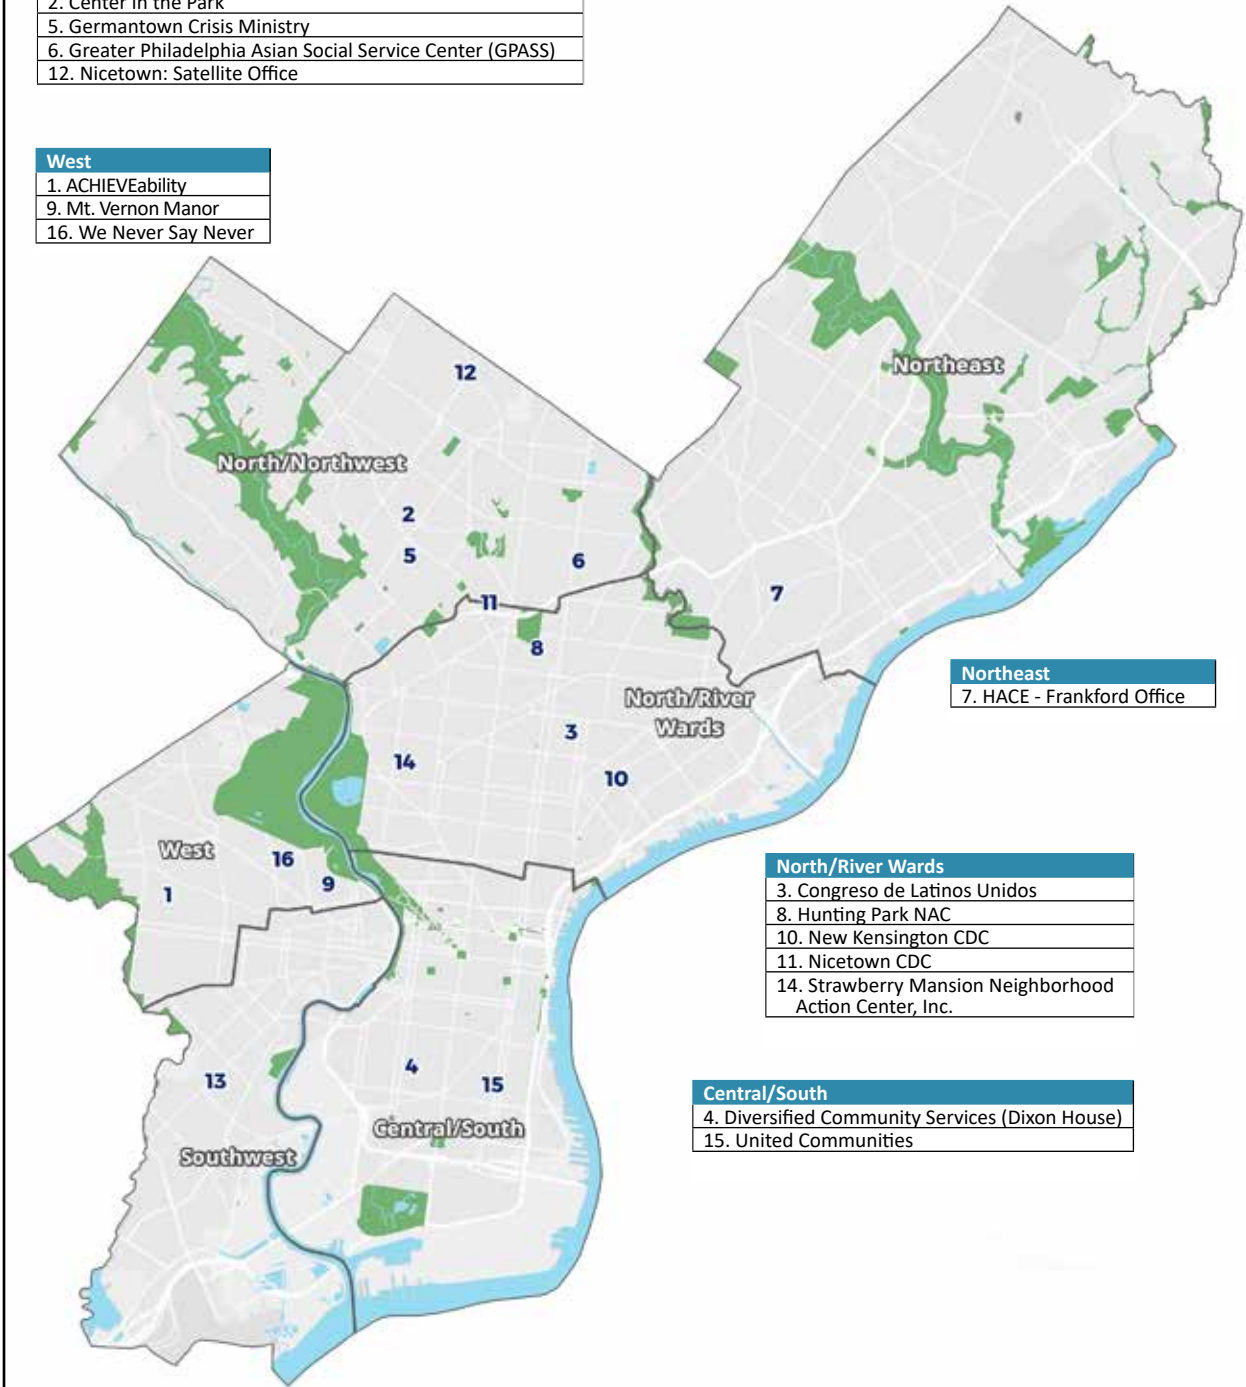 2. Center in the Park
5. Germantown Crisis Ministry
6. Greater Philadelphia Asian Social Service Center (GPASS)
12. Nicetown: Satellite Office
West
1. ACHIEVEability
9. Mt. Vernon Manor
16. We Never Say Never
Northeast
12
North/Northwest
2
5
6
7
11
8
Northeast
7. HACE - Frankford Office
North/River
Wards
3
14
10
West
16
9
1
North/River Wards
3. Congreso de Latinos Unidos
8. Hunting Park NAC
10. New Kensington CDC
11. Nicetown CDC
14. Strawberry Mansion Neighborhood
Action Center, Inc.
4
13
15
Central/South
4. Diversified Community Services (Dixon House)
15. United Communities
Central/South
Southwest